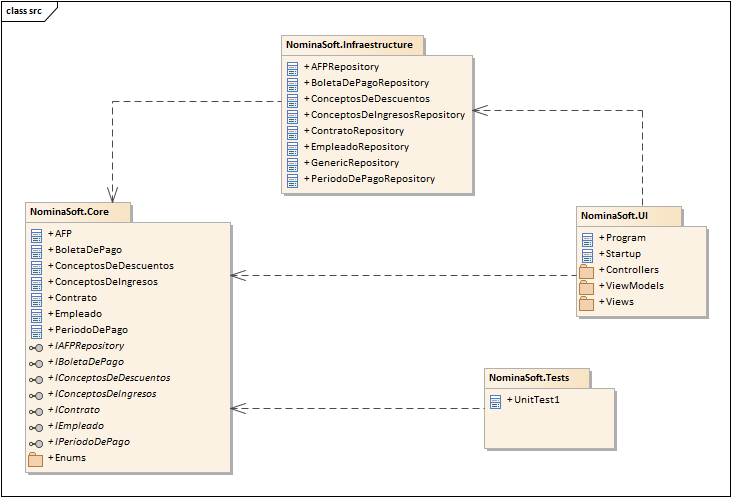 class src
NominaSoft.Infraestructure
+ AFPRepository
+ BoletaDePagoRepository
+ ConceptosDeDescuentos
+ ConceptosDeIngresosRepository
+ ContratoRepository
+ EmpleadoRepository
+ GenericRepository
+ PeriodoDePagoRepository
NominaSoft.Core
+ AFP
+ BoletaDePago
+ ConceptosDeDescuentos
+ ConceptosDeIngresos
+ Contrato
+ Empleado
+ PeriodoDePago
+ IAFPRepository
+ IBoletaDePago
+ IConceptosDeDescuentos
+ IConceptosDeIngresos
+ IContrato
+ IEmpleado
+ IPeriodoDePago
+ Enums
NominaSoft.UI
+ Program
+ Startup
+ Controllers
+ ViewModels
+ Views
NominaSoft.Tests
+ UnitTest1